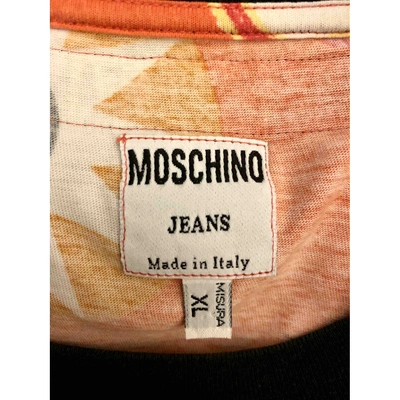 MOSCHINO
JEANS
Made in Italy
MISURA
XL